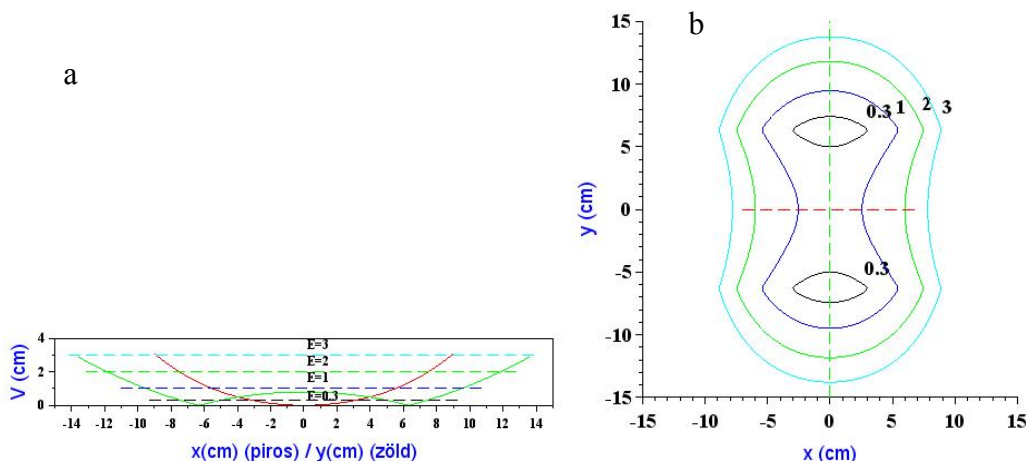 a
V (cm)
4
2
0
E=3
E=2
E=1
E=0.3
-14 -12 -10 -8 -6 -4 -2 0 2 4 6 8 10 12 14
x(cm) (piros) / y(cm) (zöld)
b
y (cm)
15
10
5
0
-5
-10
-15
0.3 1 2 3
0.3
-15 -10 -5 0 5 10 15
x (cm)